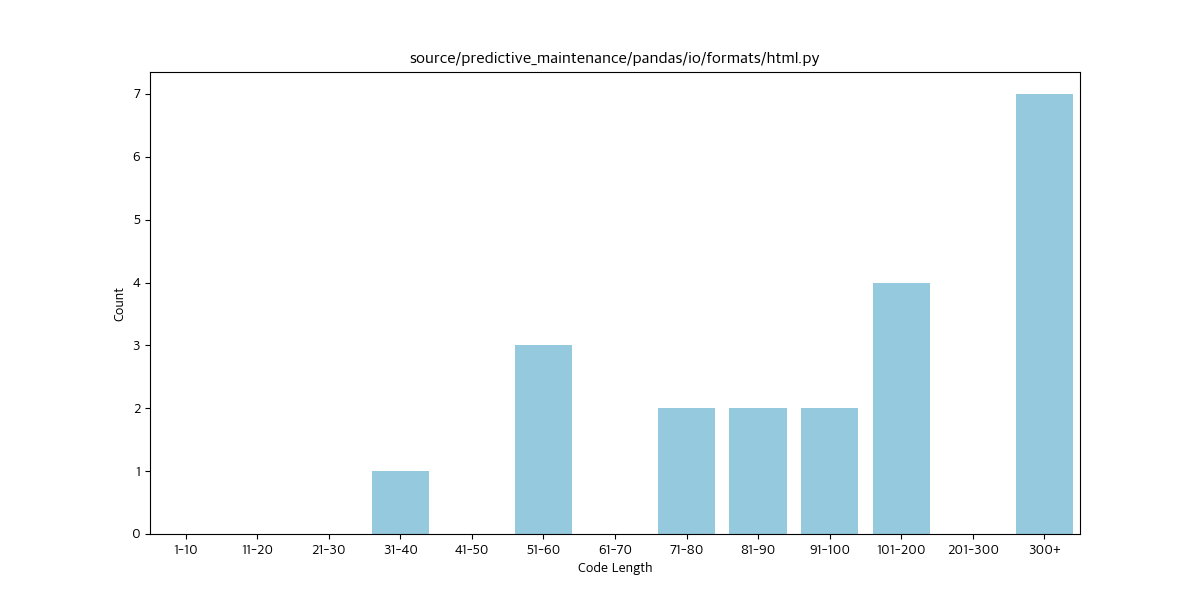 source/predictive_maintenance/pandas/io/formats/html.py
7
6
5
4
3
2
1
0
Count
1-10 11-20 21-30 31-40 41-50 51-60 61-70 71-80 81-90 91-100 101-200 201-300 300+
Code Length